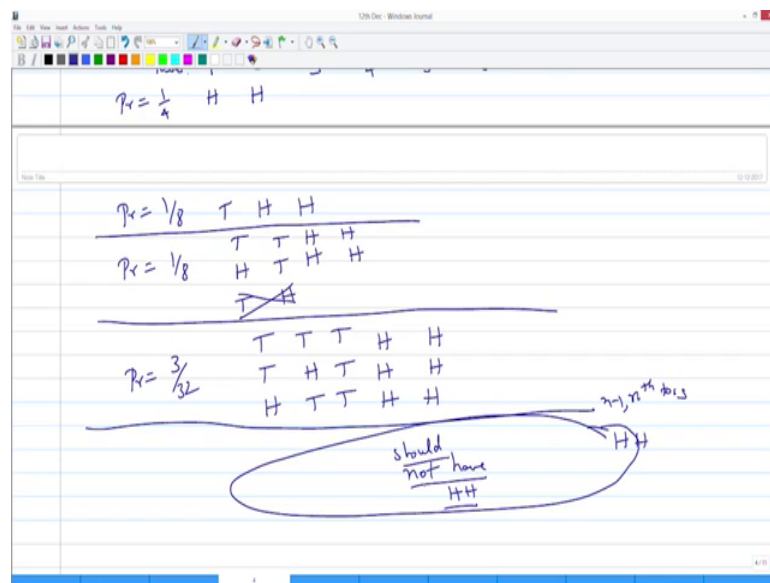 12th Dec - Windows Journal
File Edit View Insert Actions Tools Help
B I
Pr = 1/4 H H
Note Title
12-12-2017
Pr = 1/8 T H H
T T H H
Pr = 1/8 H T H H
T H
T T T H H
Pr = 3/32 T H T H H
H T T H H
n-1, nth toss
H H
should
not have
HH
4